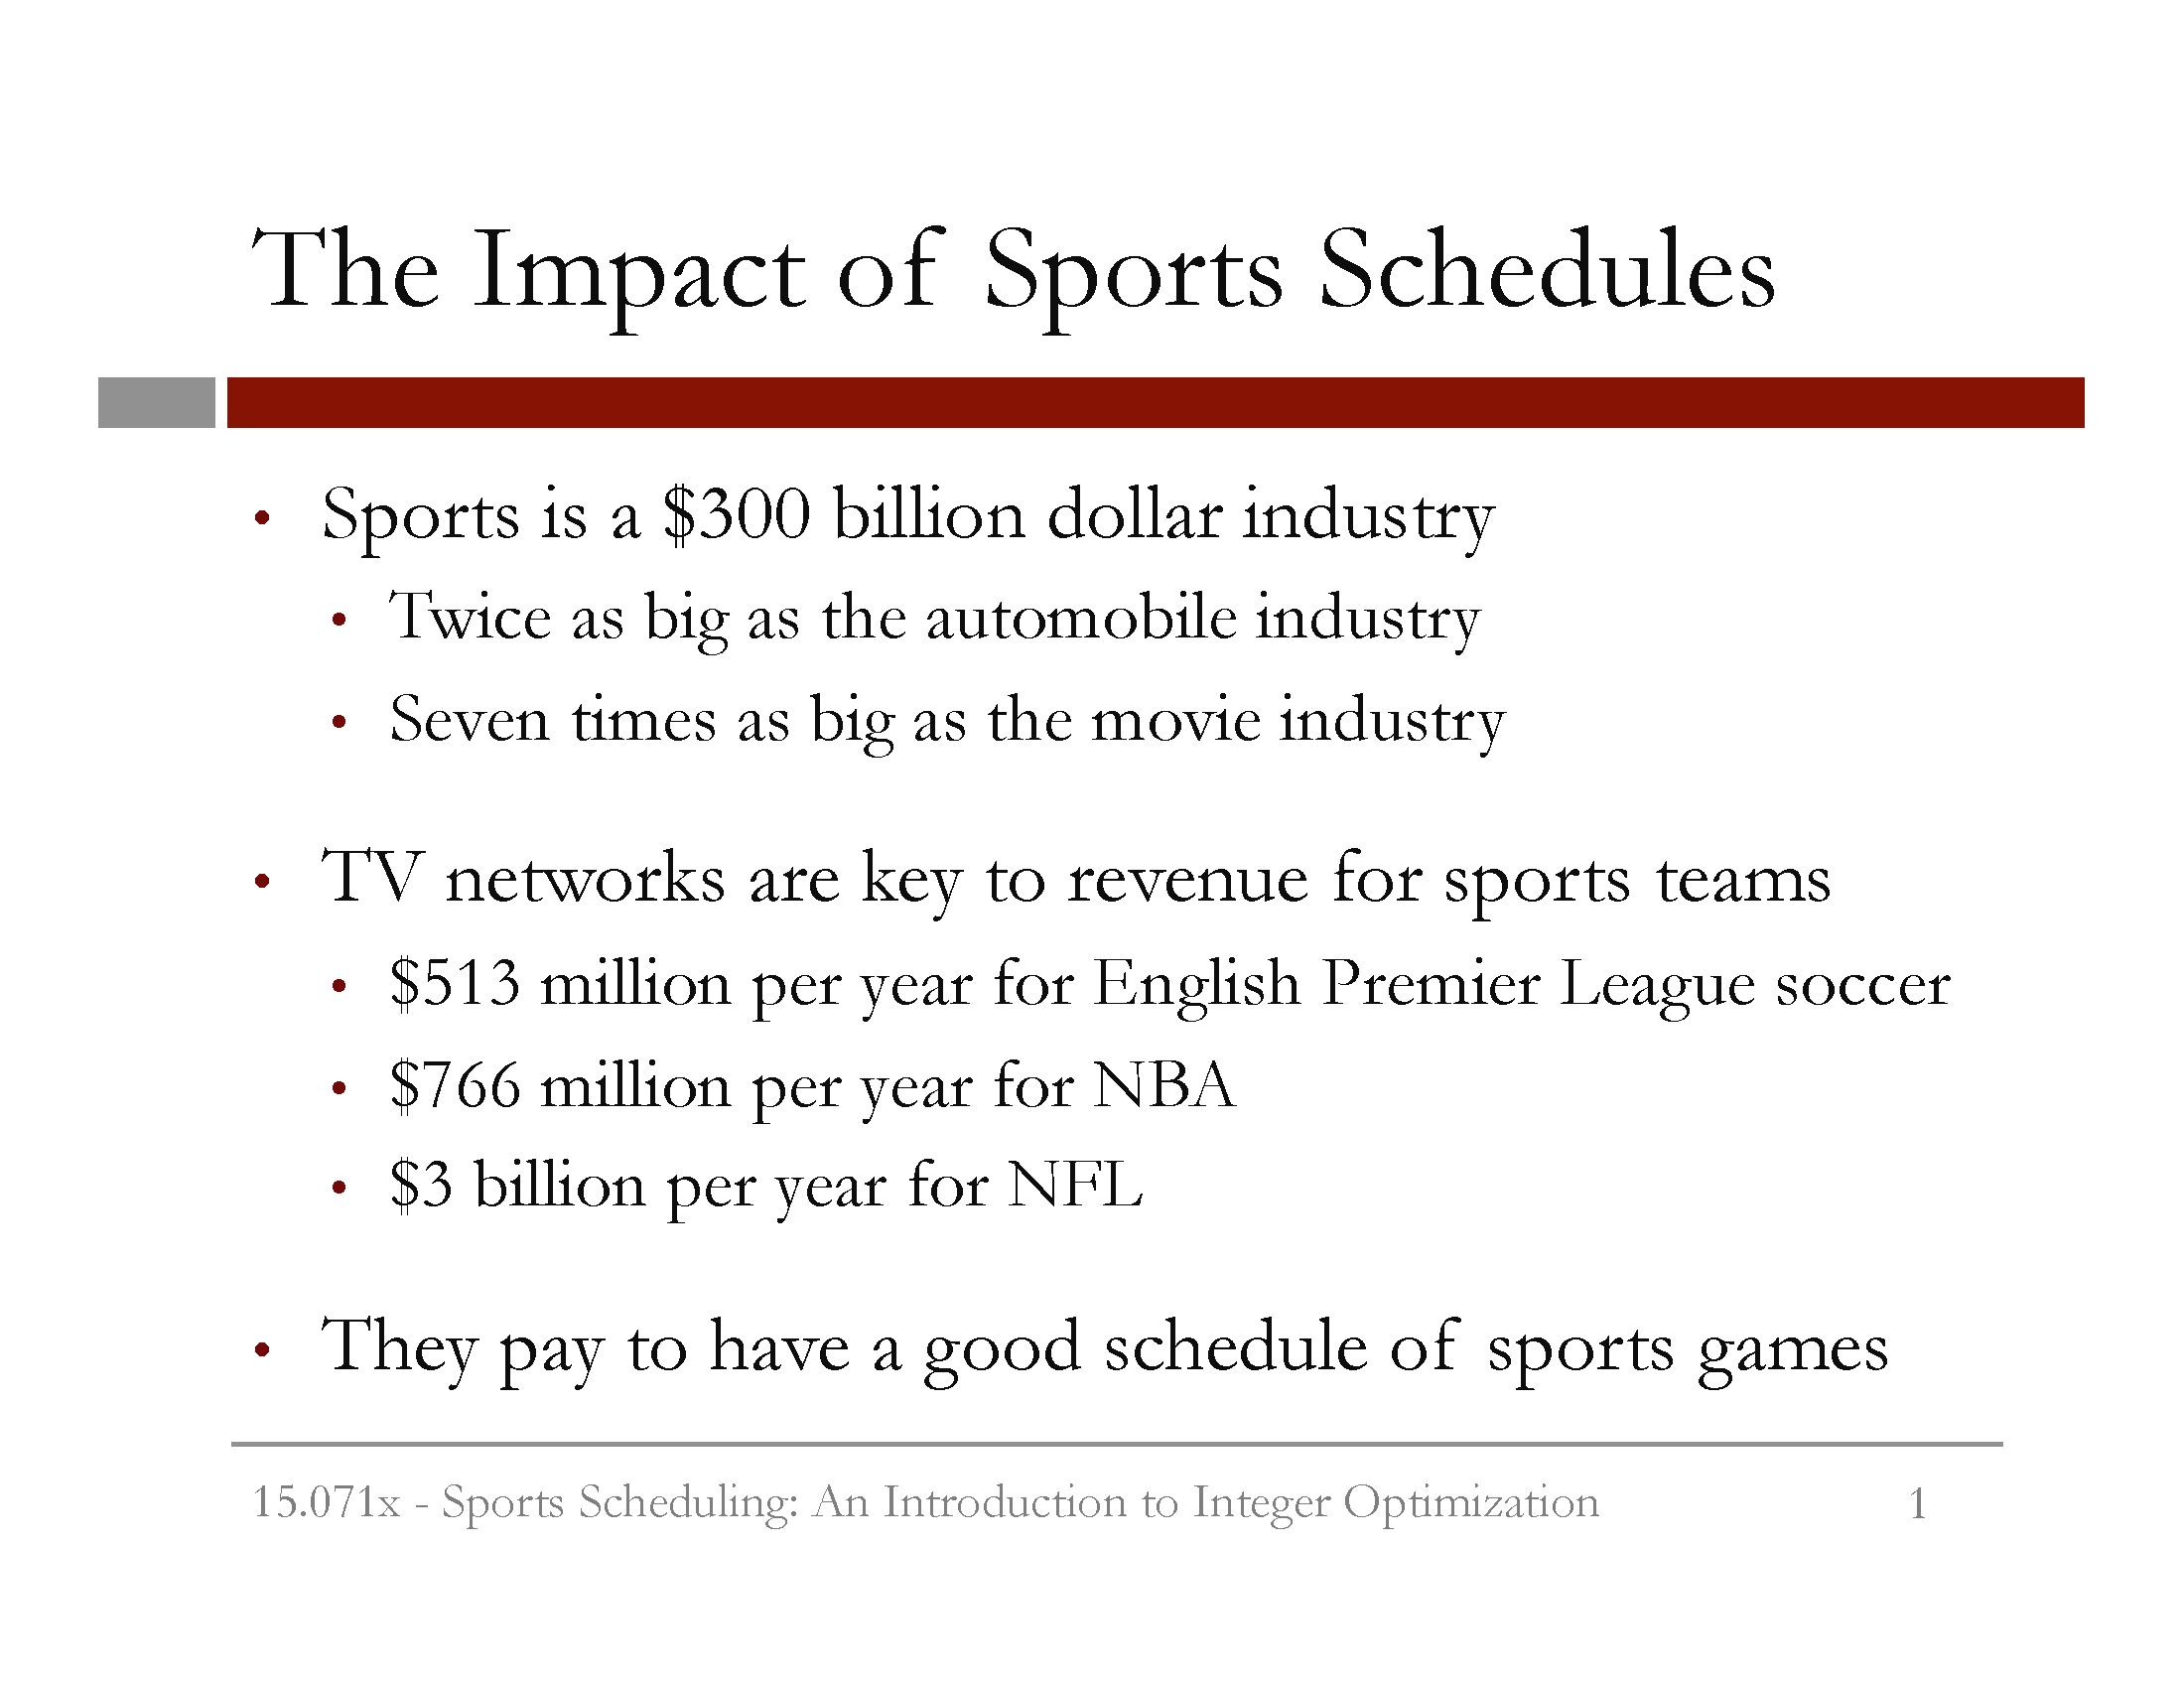 The Impact of Sports Schedules
• Sports is a $300 billion dollar industry
• Twice as big as the automobile industry
• Seven times as big as the movie industry
• TV networks are key to revenue for sports teams
• $513 million per year for English Premier League soccer
• $766 million per year for NBA
• $3 billion per year for NFL
• They pay to have a good schedule of sports games
15.071x - Sports Scheduling: An Introduction to Integer Optimization 1